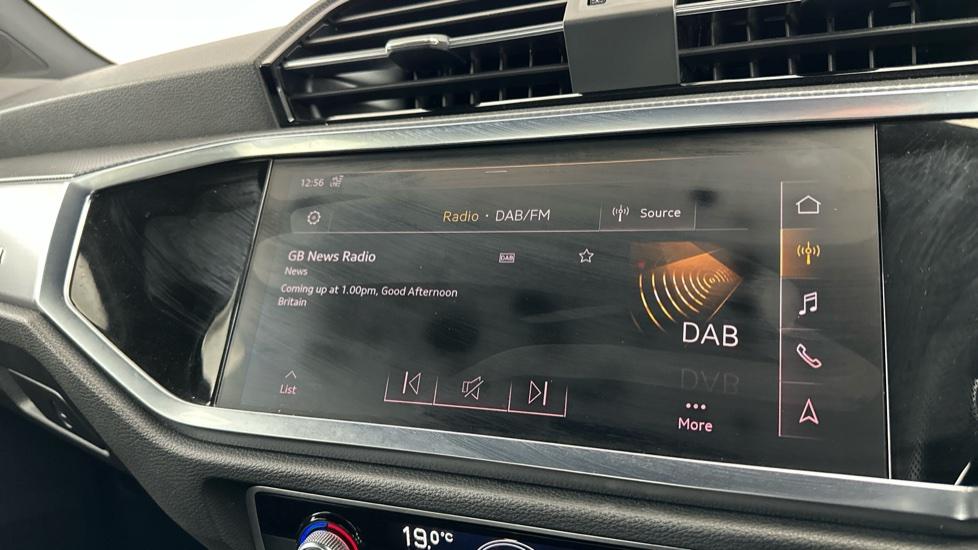 12:56
Radio · DAB/FM
Source
GB News Radio
DAB
News
Coming up at 1.00pm, Good Afternoon
Britain
DAB
List
More
19.0°C